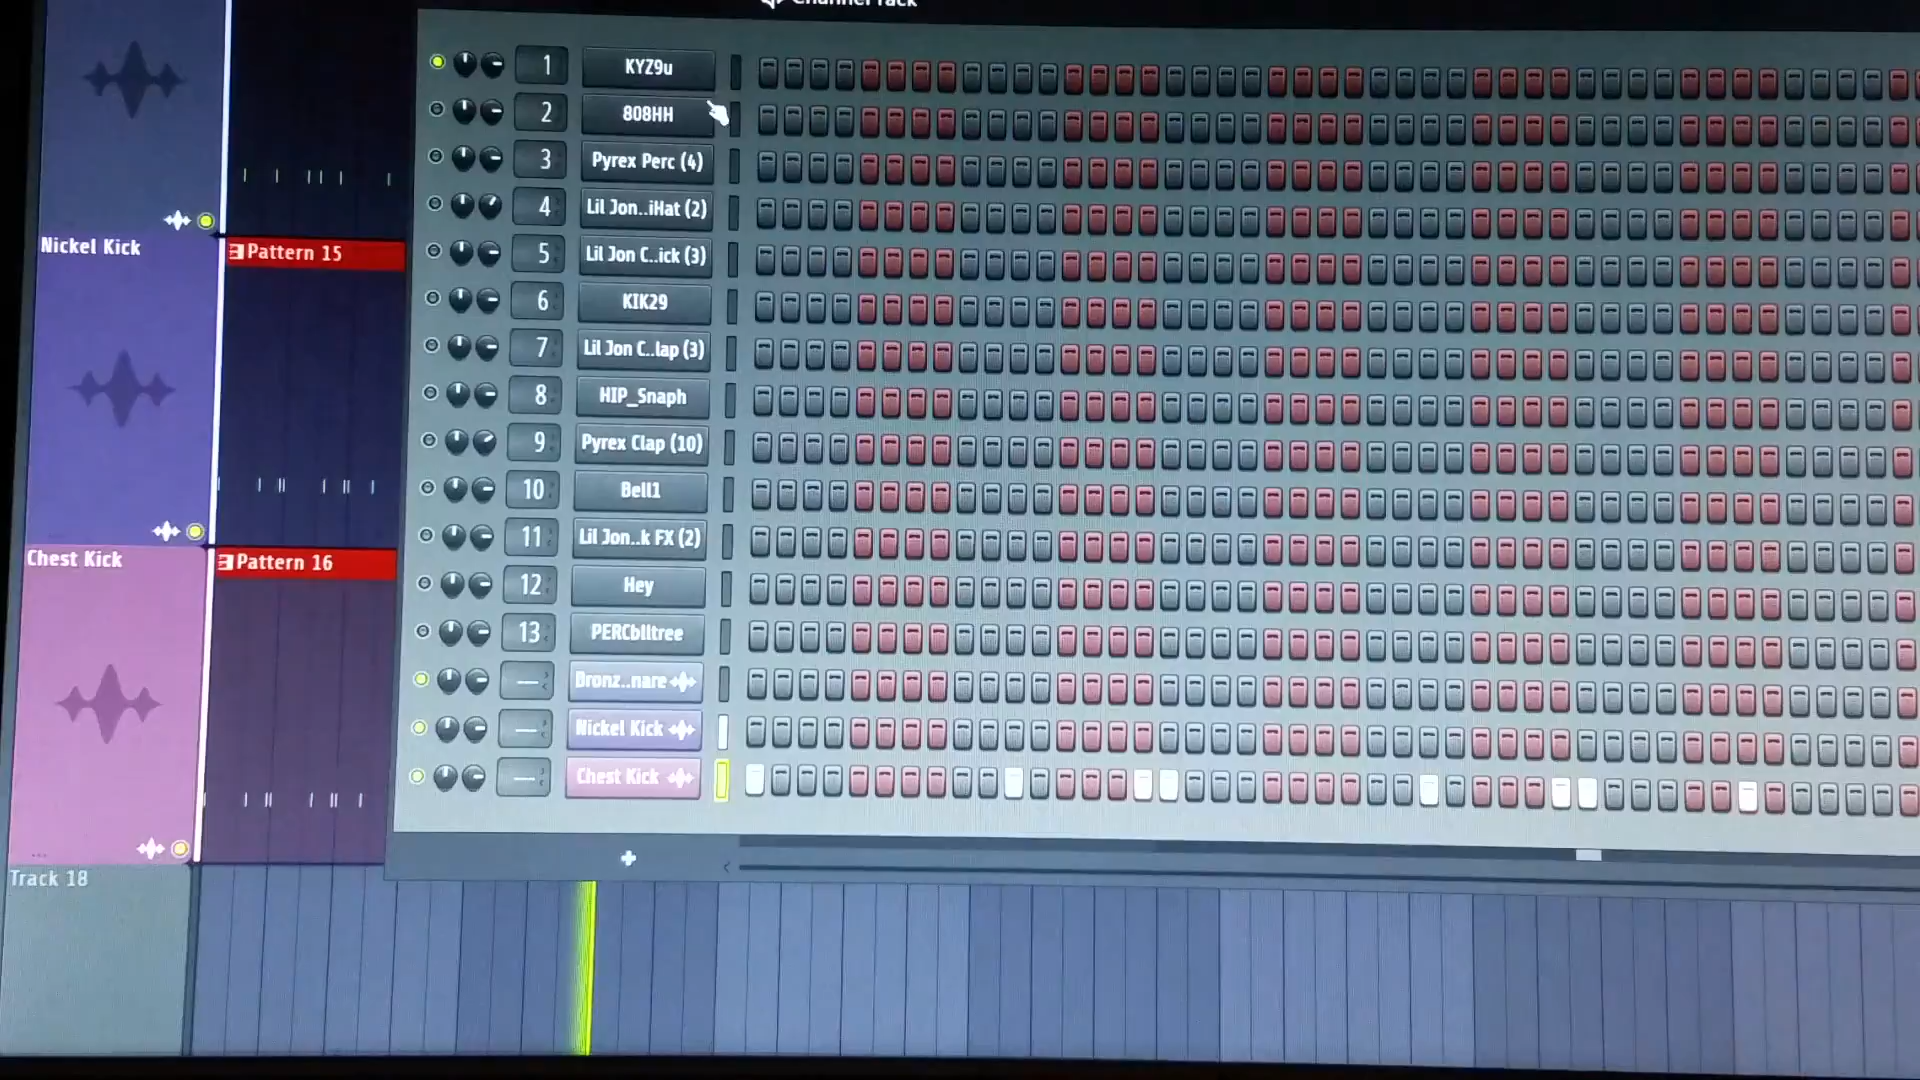 Channel rack
1 KYZ9u
2 808HH
3 Pyrex Perc (4)
4 Lil Jon..iHat (2)
5 Lil Jon C..ick (3)
6 KIK29
7 Lil Jon C..lap (3)
8 HIP_Snaph
9 Pyrex Clap (10)
10 Bell1
11 Lil Jon..k FX (2)
12 Hey
13 PERCblltree
Bronz..nare
Nickel Kick
Chest Kick
Nickel Kick
Pattern 15
Chest Kick
Pattern 16
Track 18